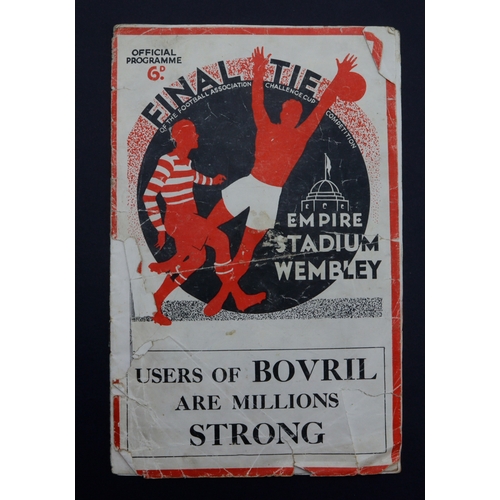 OFFICIAL
PROGRAMME
6D.
FINAL TIE
OF THE FOOTBALL ASSOCIATION CHALLENGE CUP COMPETITION
EMPIRE
STADIUM
WEMBLEY
USERS OF BOVRIL
ARE MILLIONS
STRONG